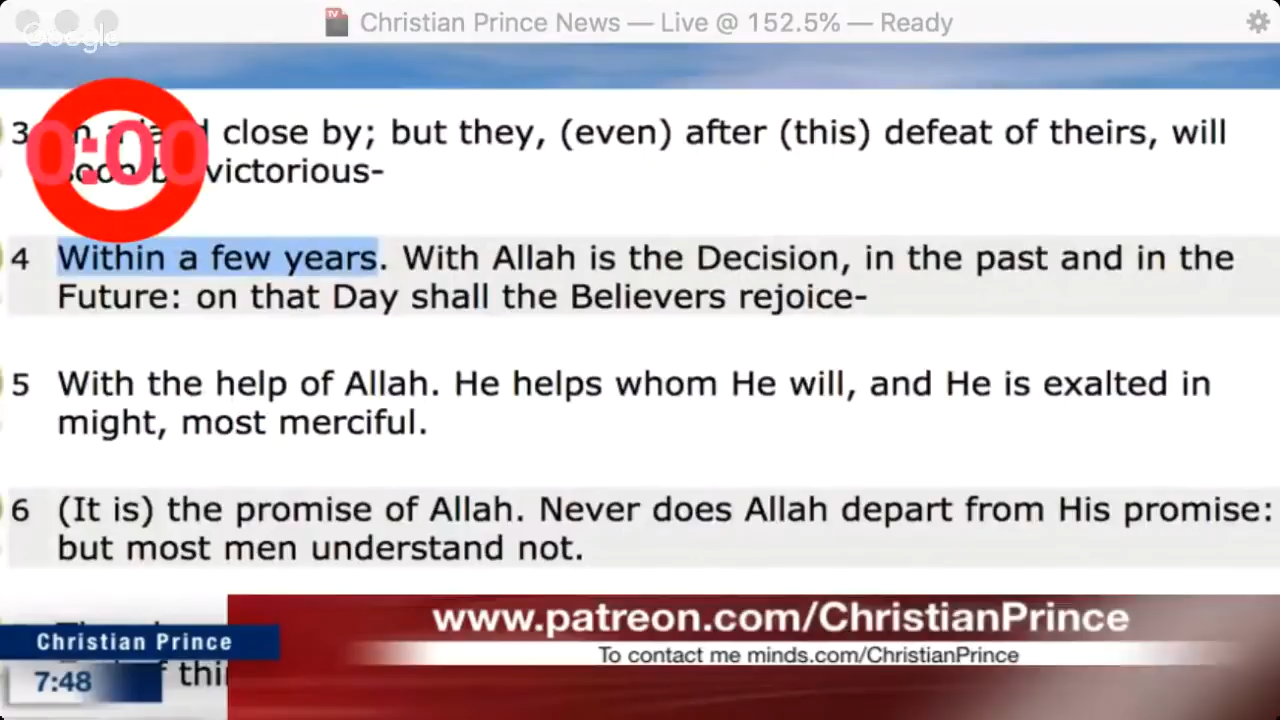 Christian Prince News — Live @ 152.5% — Ready
Google
3 close by; but they, (even) after (this) defeat of theirs, will
0:00
soon be victorious-
4 Within a few years. With Allah is the Decision, in the past and in the
Future: on that Day shall the Believers rejoice-
5 With the help of Allah. He helps whom He will, and He is exalted in
might, most merciful.
6 (It is) the promise of Allah. Never does Allah depart from His promise:
but most men understand not.
www.patreon.com/ChristianPrince
Christian Prince
To contact me minds.com/ChristianPrince
7:48